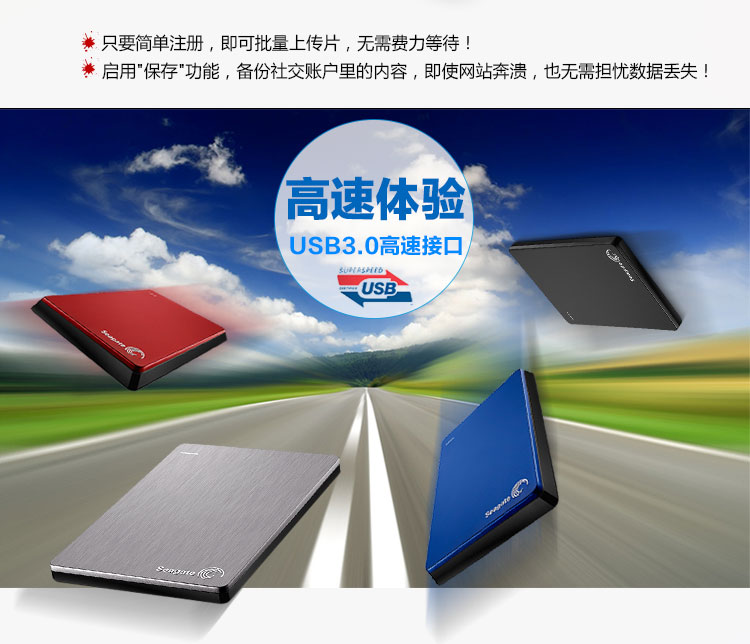 只要简单注册，即可批量上传片，无需费力等待！
启用"保存"功能，备份社交账户里的内容，即使网站奔溃，也无需担忧数据丢失！
高速体验
USB3.0高速接口
SUPERSPEED
USB
Seagate
Seagate
Seagate
Seagate